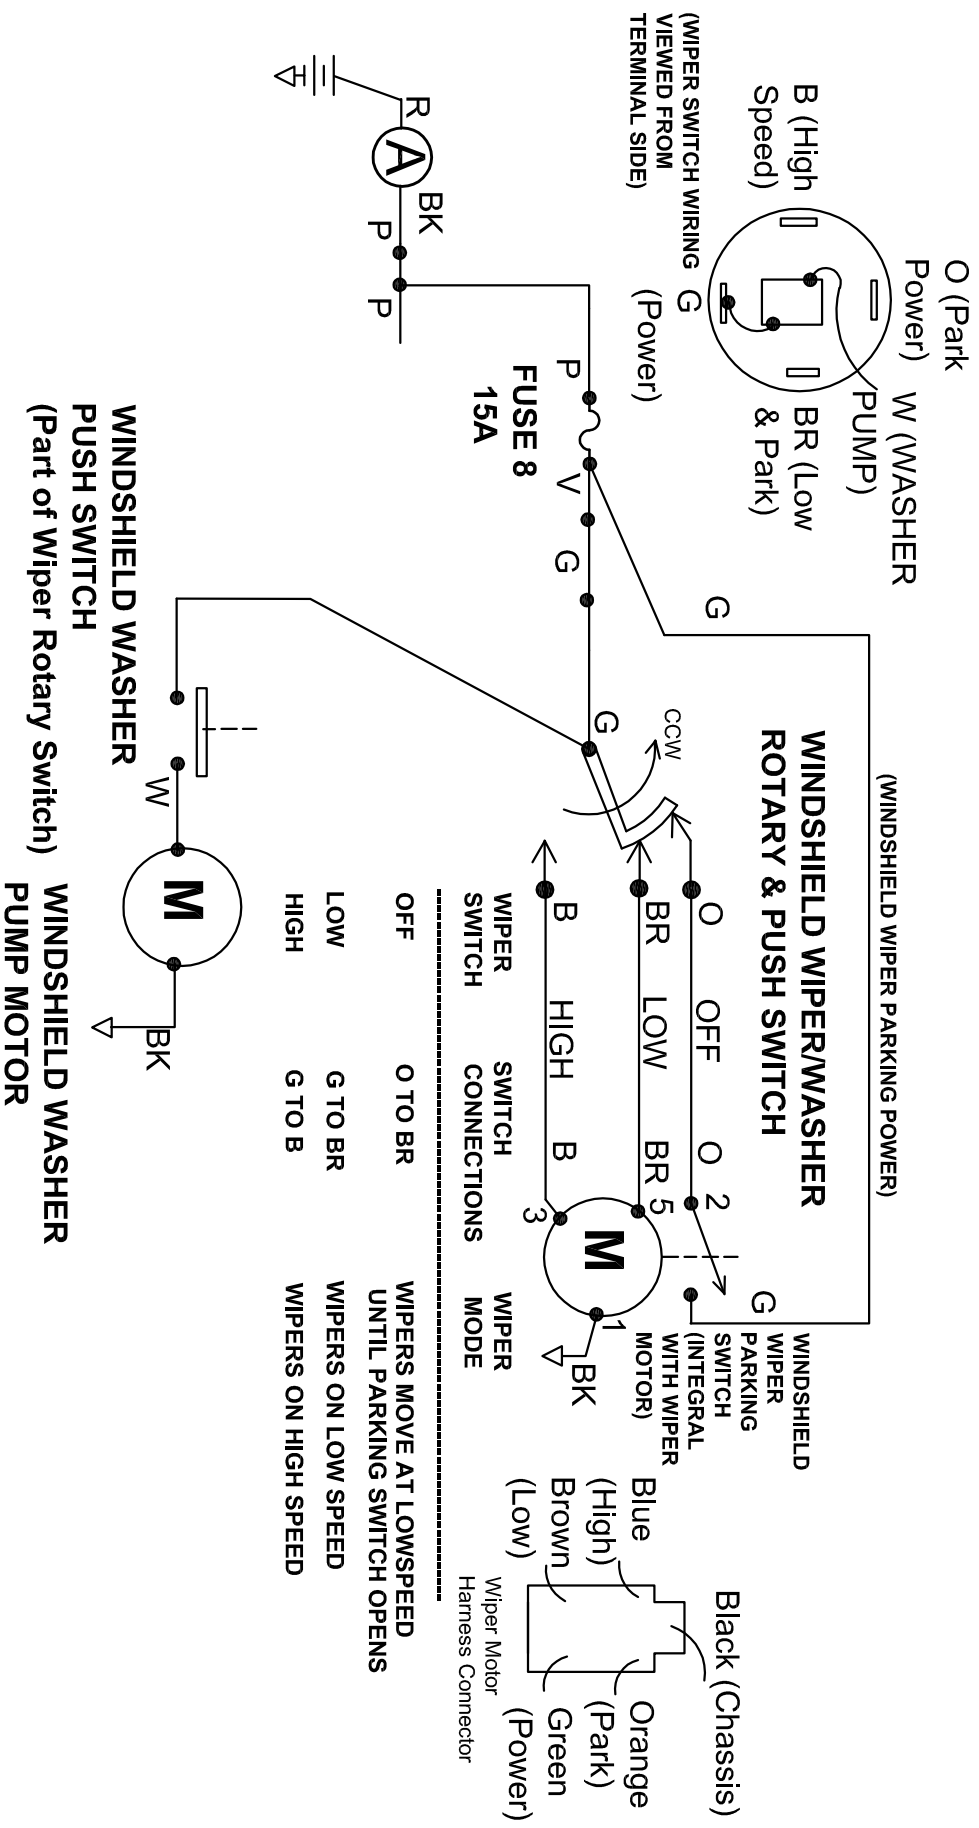 O (Park
Power)
W (WASHER
PUMP)
B (High
Speed)
BR (Low
& Park)
G
(Power)
(WIPER SWITCH WIRING
VIEWED FROM
TERMINAL SIDE)
R
A
BK
P
P
P
FUSE 8
15A
V
G
G
(WINDSHIELD WIPER PARKING POWER)
WINDSHIELD WIPER/WASHER
ROTARY & PUSH SWITCH
CCW
G
O
OFF
O
2
G
BR
LOW
BR
5
B
HIGH
B
3
M
1
BK
WINDSHIELD
WIPER
PARKING
SWITCH
(INTEGRAL
WITH WIPER
MOTOR)
Black (Chassis)
Blue
(High)
Orange
(Park)
Brown
(Low)
Green
(Power)
Wiper Motor
Harness Connector
WIPER SWITCH WIPER
SWITCH CONNECTIONS MODE
OFF O TO BR WIPERS MOVE AT LOWSPEED
UNTIL PARKING SWITCH OPENS
LOW G TO BR WIPERS ON LOW SPEED
HIGH G TO B WIPERS ON HIGH SPEED
W
M
BK
WINDSHIELD WASHER
PUSH SWITCH
(Part of Wiper Rotary Switch)
WINDSHIELD WASHER
PUMP MOTOR